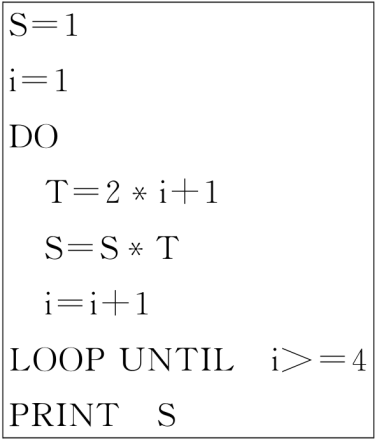 S=1
i=1
DO
T=2 * i+1
S=S * T
i=i+1
LOOP UNTIL i>=4
PRINT S